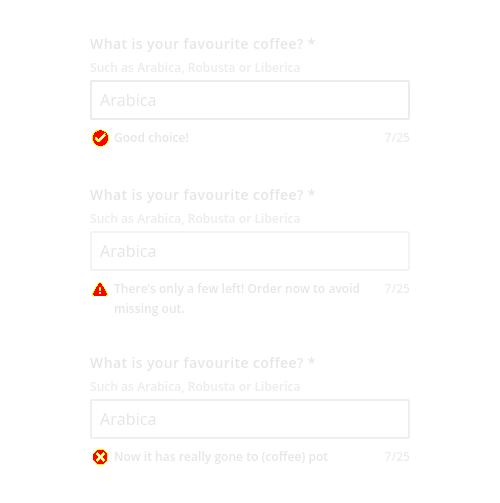 What is your favourite coffee? *
Such as Arabica, Robusta or Liberica
Arabica
Good choice! 7/25
What is your favourite coffee? *
Such as Arabica, Robusta or Liberica
Arabica
There's only a few left! Order now to avoid 7/25
missing out.
What is your favourite coffee? *
Such as Arabica, Robusta or Liberica
Arabica
Now it has really gone to (coffee) pot 7/25